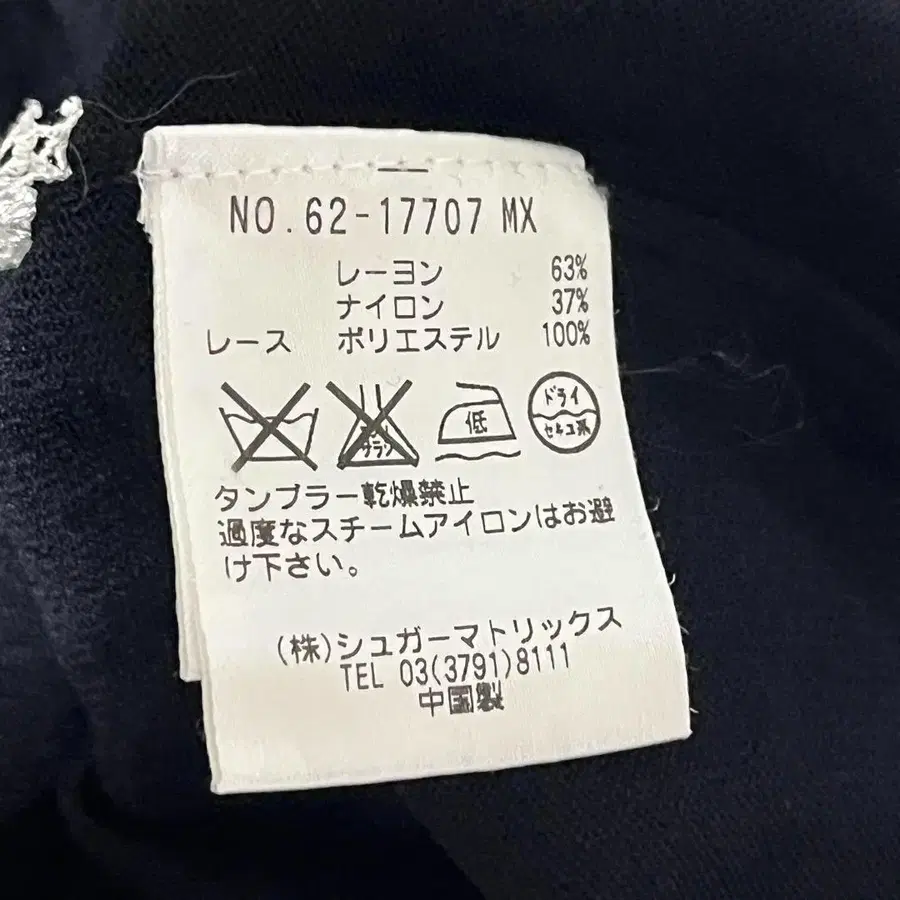 NO.62-17707 MX
レーヨン 63%
ナイロン 37%
レース ポリエステル 100%
低
ドライ
セキユ系
タンブラー乾燥禁止
過度なスチームアイロンはお避
け下さい。
(株)シュガーマトリックス
TEL 03(3791)8111
中国製